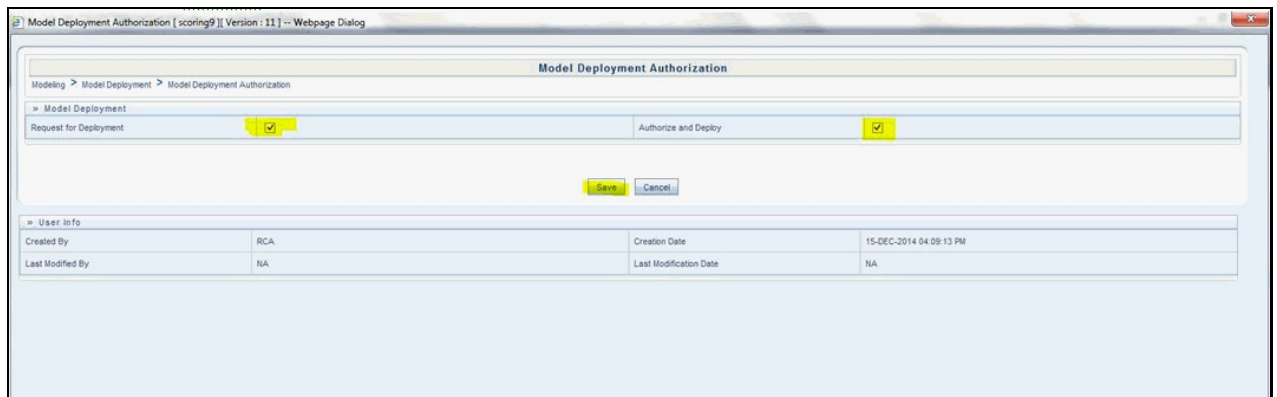 Model Deployment Authorization [ scoring9 ][ Version : 11 ] -- Webpage Dialog
Model Deployment Authorization
Modeling > Model Deployment > Model Deployment Authorization
» Model Deployment
Request for Deployment Authorize and Deploy
Save Cancel
» User Info
Created By RCA Creation Date 15-DEC-2014 04:09:13 PM
Last Modified By NA Last Modification Date NA